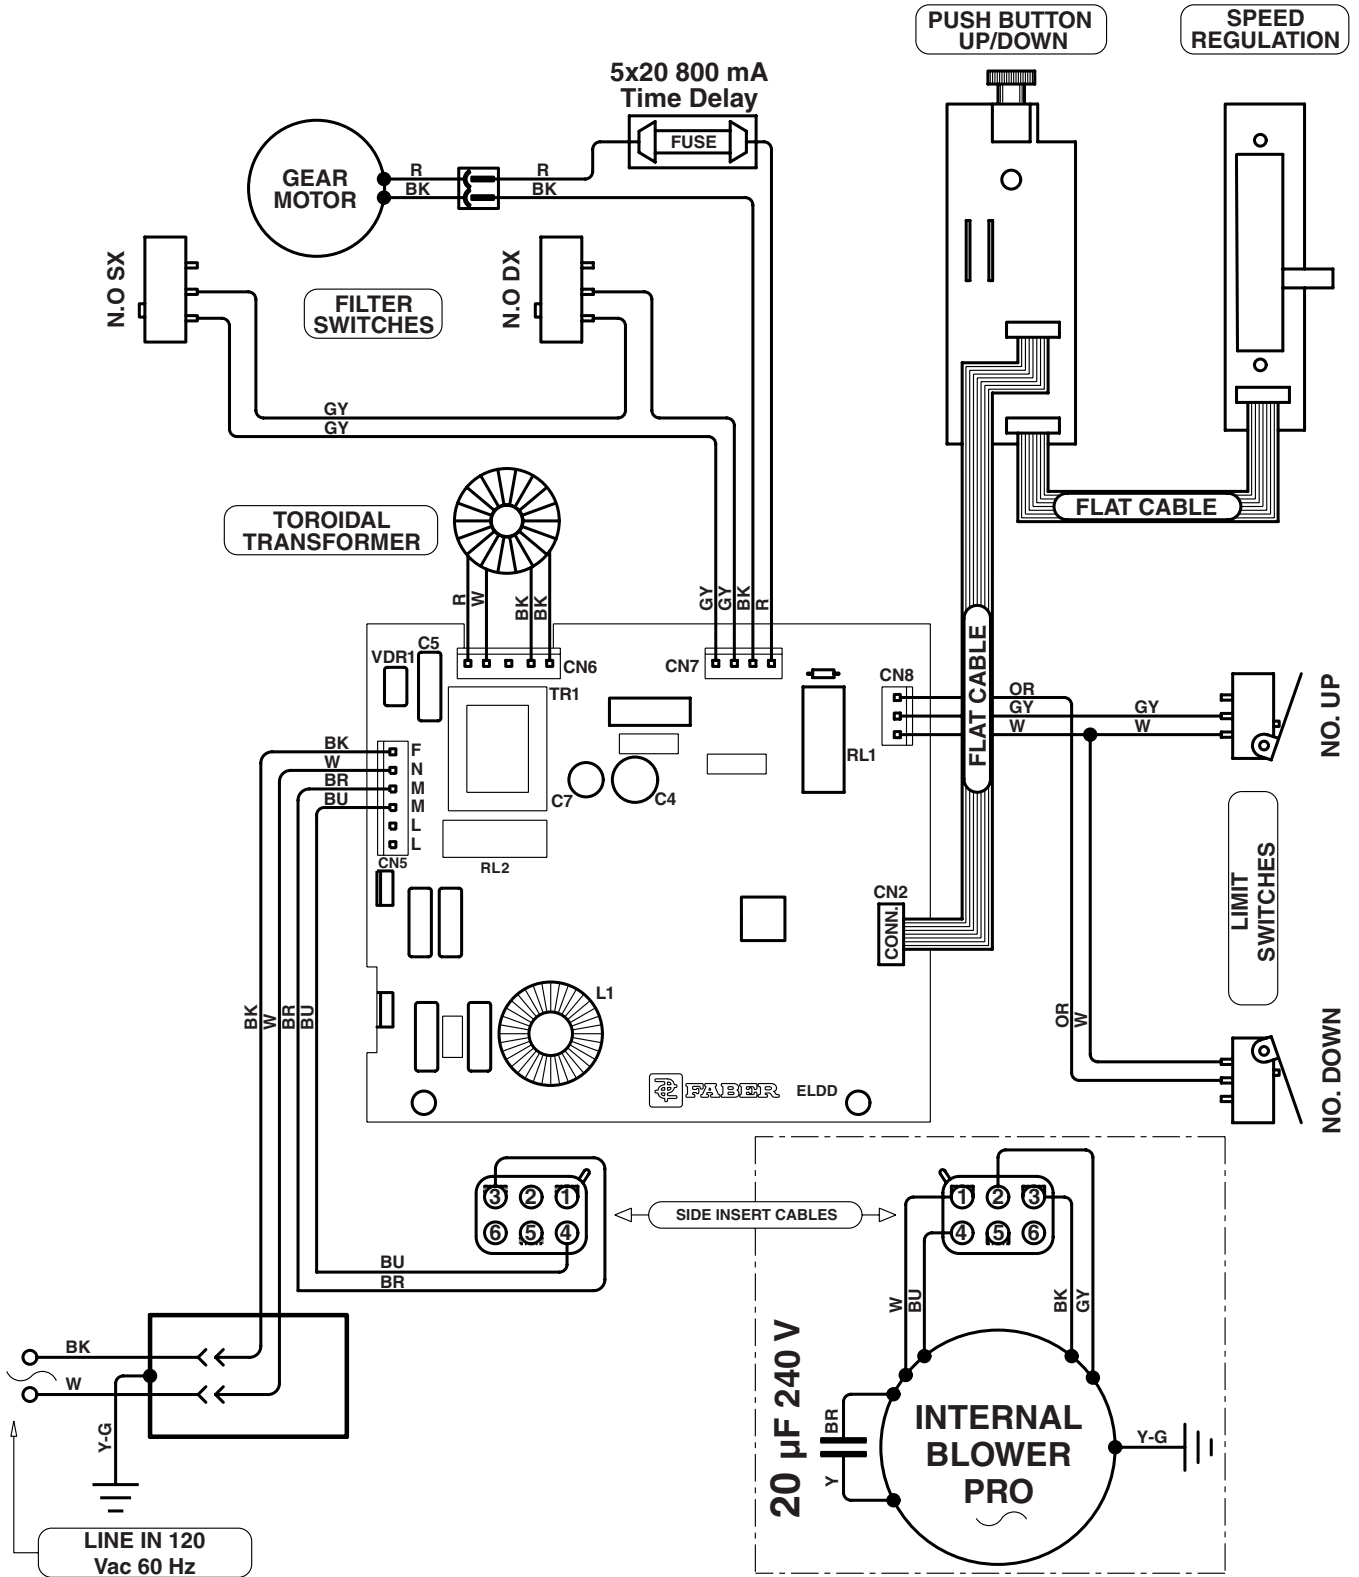 PUSH BUTTON
UP/DOWN
SPEED
REGULATION
5x20 800 mA
Time Delay
FUSE
GEAR
MOTOR
R
BK
R
BK
N.O SX
FILTER
SWITCHES
N.O DX
GY
GY
FLAT CABLE
TOROIDAL
TRANSFORMER
R
W
BK
BK
GY
GY
BK
R
FLAT CABLE
VDR1
C5
CN6
CN7
CN8
TR1
OR
GY
W
GY
W
NO. UP
RL1
BK
W
BR
BU
F
N
M
M
L
L
C7
C4
CN5
RL2
CN2
CONN.
LIMIT
SWITCHES
BK
W
BR
BU
L1
OR
W
NO. DOWN
FABER
ELDD
3
2
1
6
5
4
SIDE INSERT CABLES
1
2
3
4
5
6
BU
BR
W
BU
BK
GY
BK
W
Y-G
20 µF 240 V
BR
Y
INTERNAL
BLOWER
PRO
Y-G
LINE IN 120
Vac 60 Hz